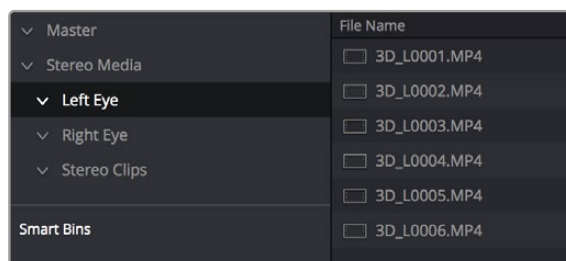 Master
Stereo Media
Left Eye
Right Eye
Stereo Clips
Smart Bins
File Name
3D_L0001.MP4
3D_L0002.MP4
3D_L0003.MP4
3D_L0004.MP4
3D_L0005.MP4
3D_L0006.MP4